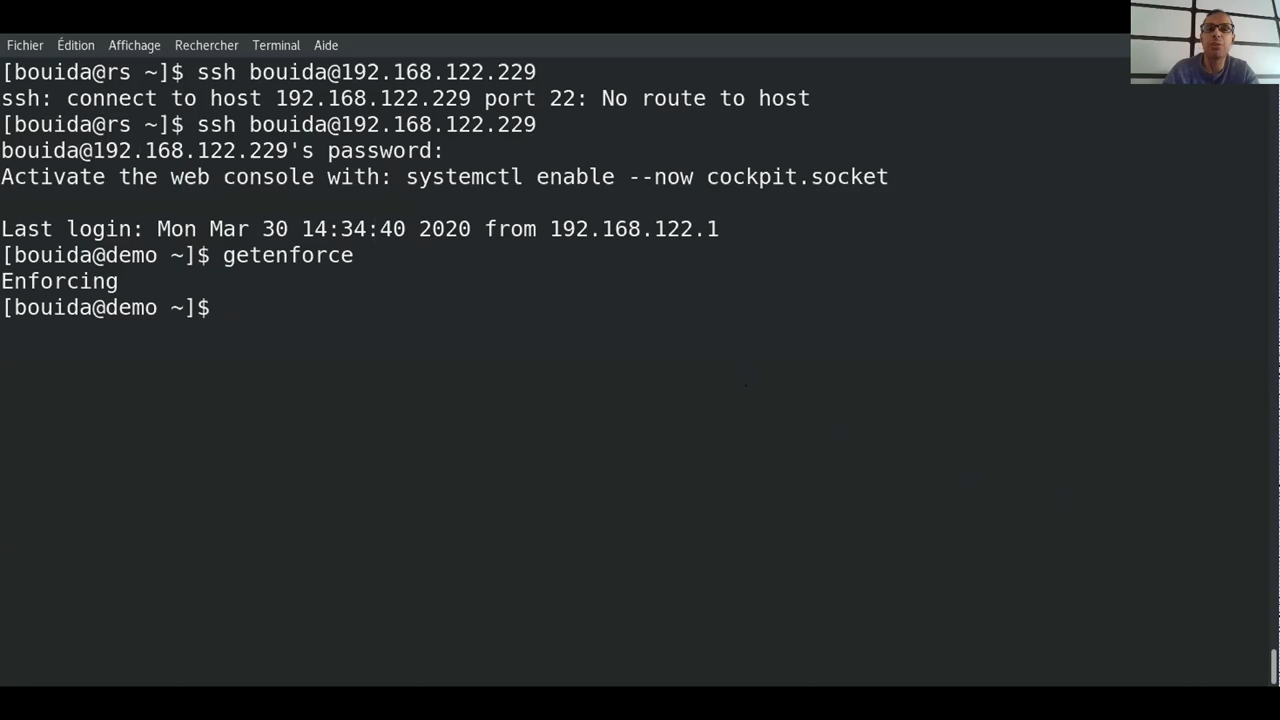 Fichier Édition Affichage Rechercher Terminal Aide
[bouida@rs ~]$ ssh bouida@192.168.122.229
ssh: connect to host 192.168.122.229 port 22: No route to host
[bouida@rs ~]$ ssh bouida@192.168.122.229
bouida@192.168.122.229's password:
Activate the web console with: systemctl enable --now cockpit.socket
Last login: Mon Mar 30 14:34:40 2020 from 192.168.122.1
[bouida@demo ~]$ getenforce
Enforcing
[bouida@demo ~]$